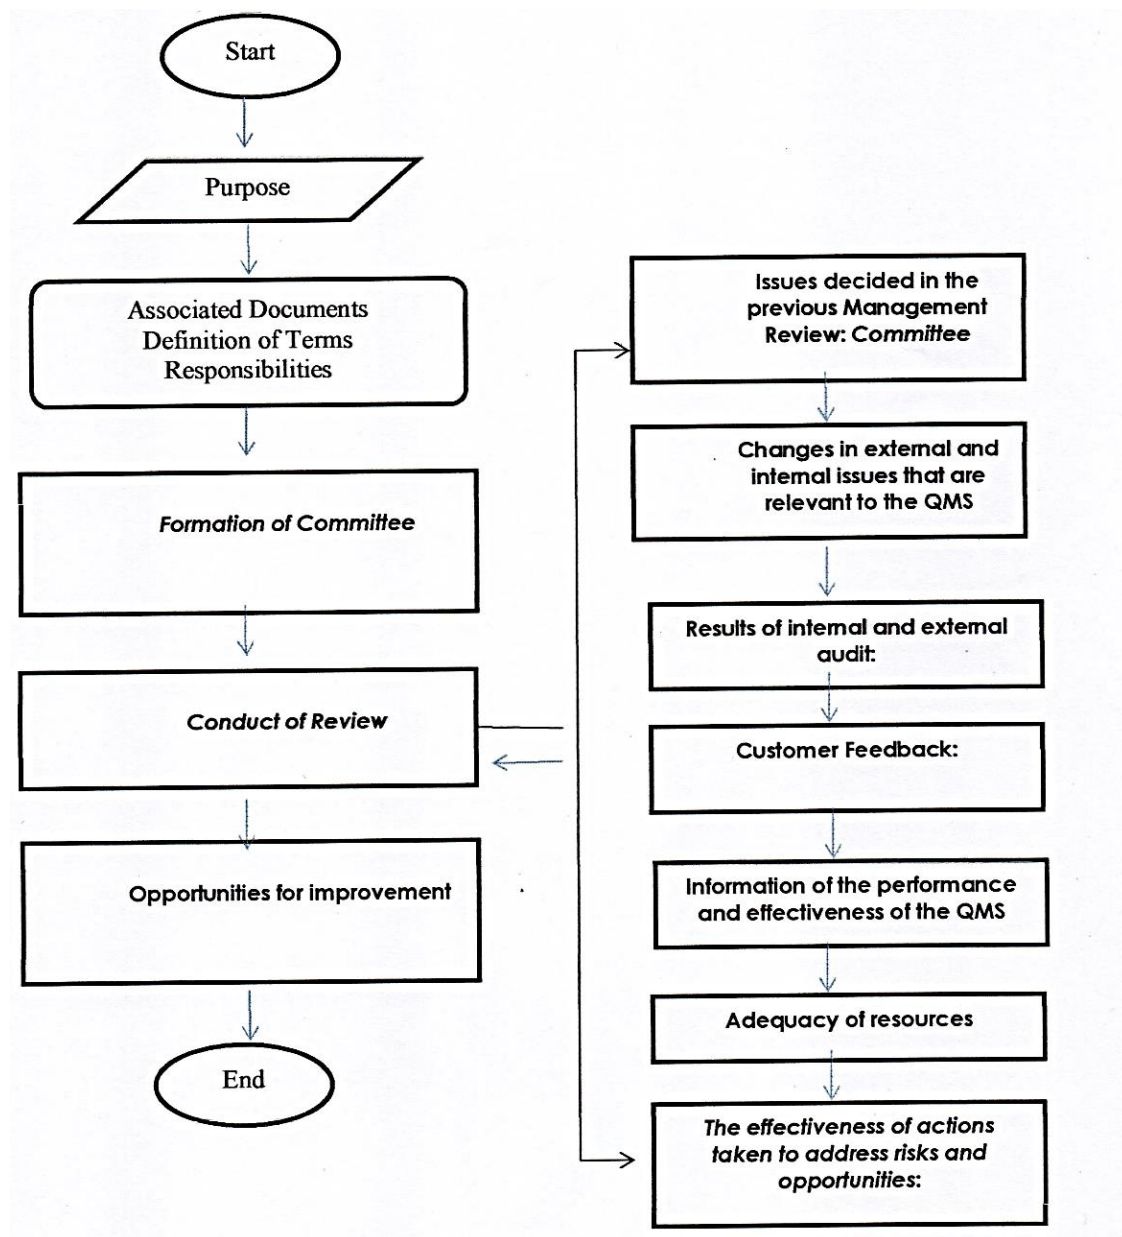 Start
Purpose
Associated Documents
Definition of Terms
Responsibilities
Formation of Committee
Conduct of Review
Opportunities for improvement
End
Issues decided in the
previous Management
Review: Committee
Changes in external and
internal issues that are
relevant to the QMS
Results of internal and external
audit:
Customer Feedback:
Information of the performance
and effectiveness of the QMS
Adequacy of resources
The effectiveness of actions
taken to address risks and
opportunities: